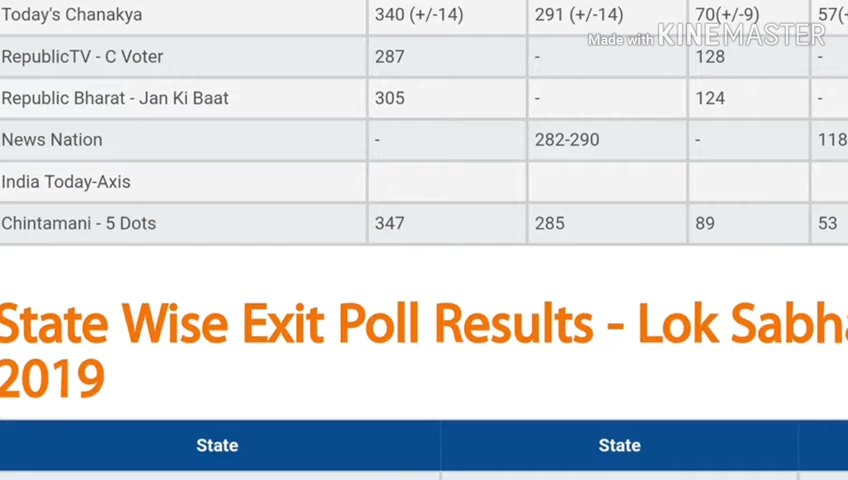 Today's Chanakya 340 (+/-14) 291 (+/-14) 70(+/-9) 57(
Made with KINEMASTER
RepublicTV - C Voter 287 - 128 -
Republic Bharat - Jan Ki Baat 305 - 124 -
News Nation - 282-290 - 118
India Today-Axis
Chintamani - 5 Dots 347 285 89 53
State Wise Exit Poll Results - Lok Sabha
2019
State State